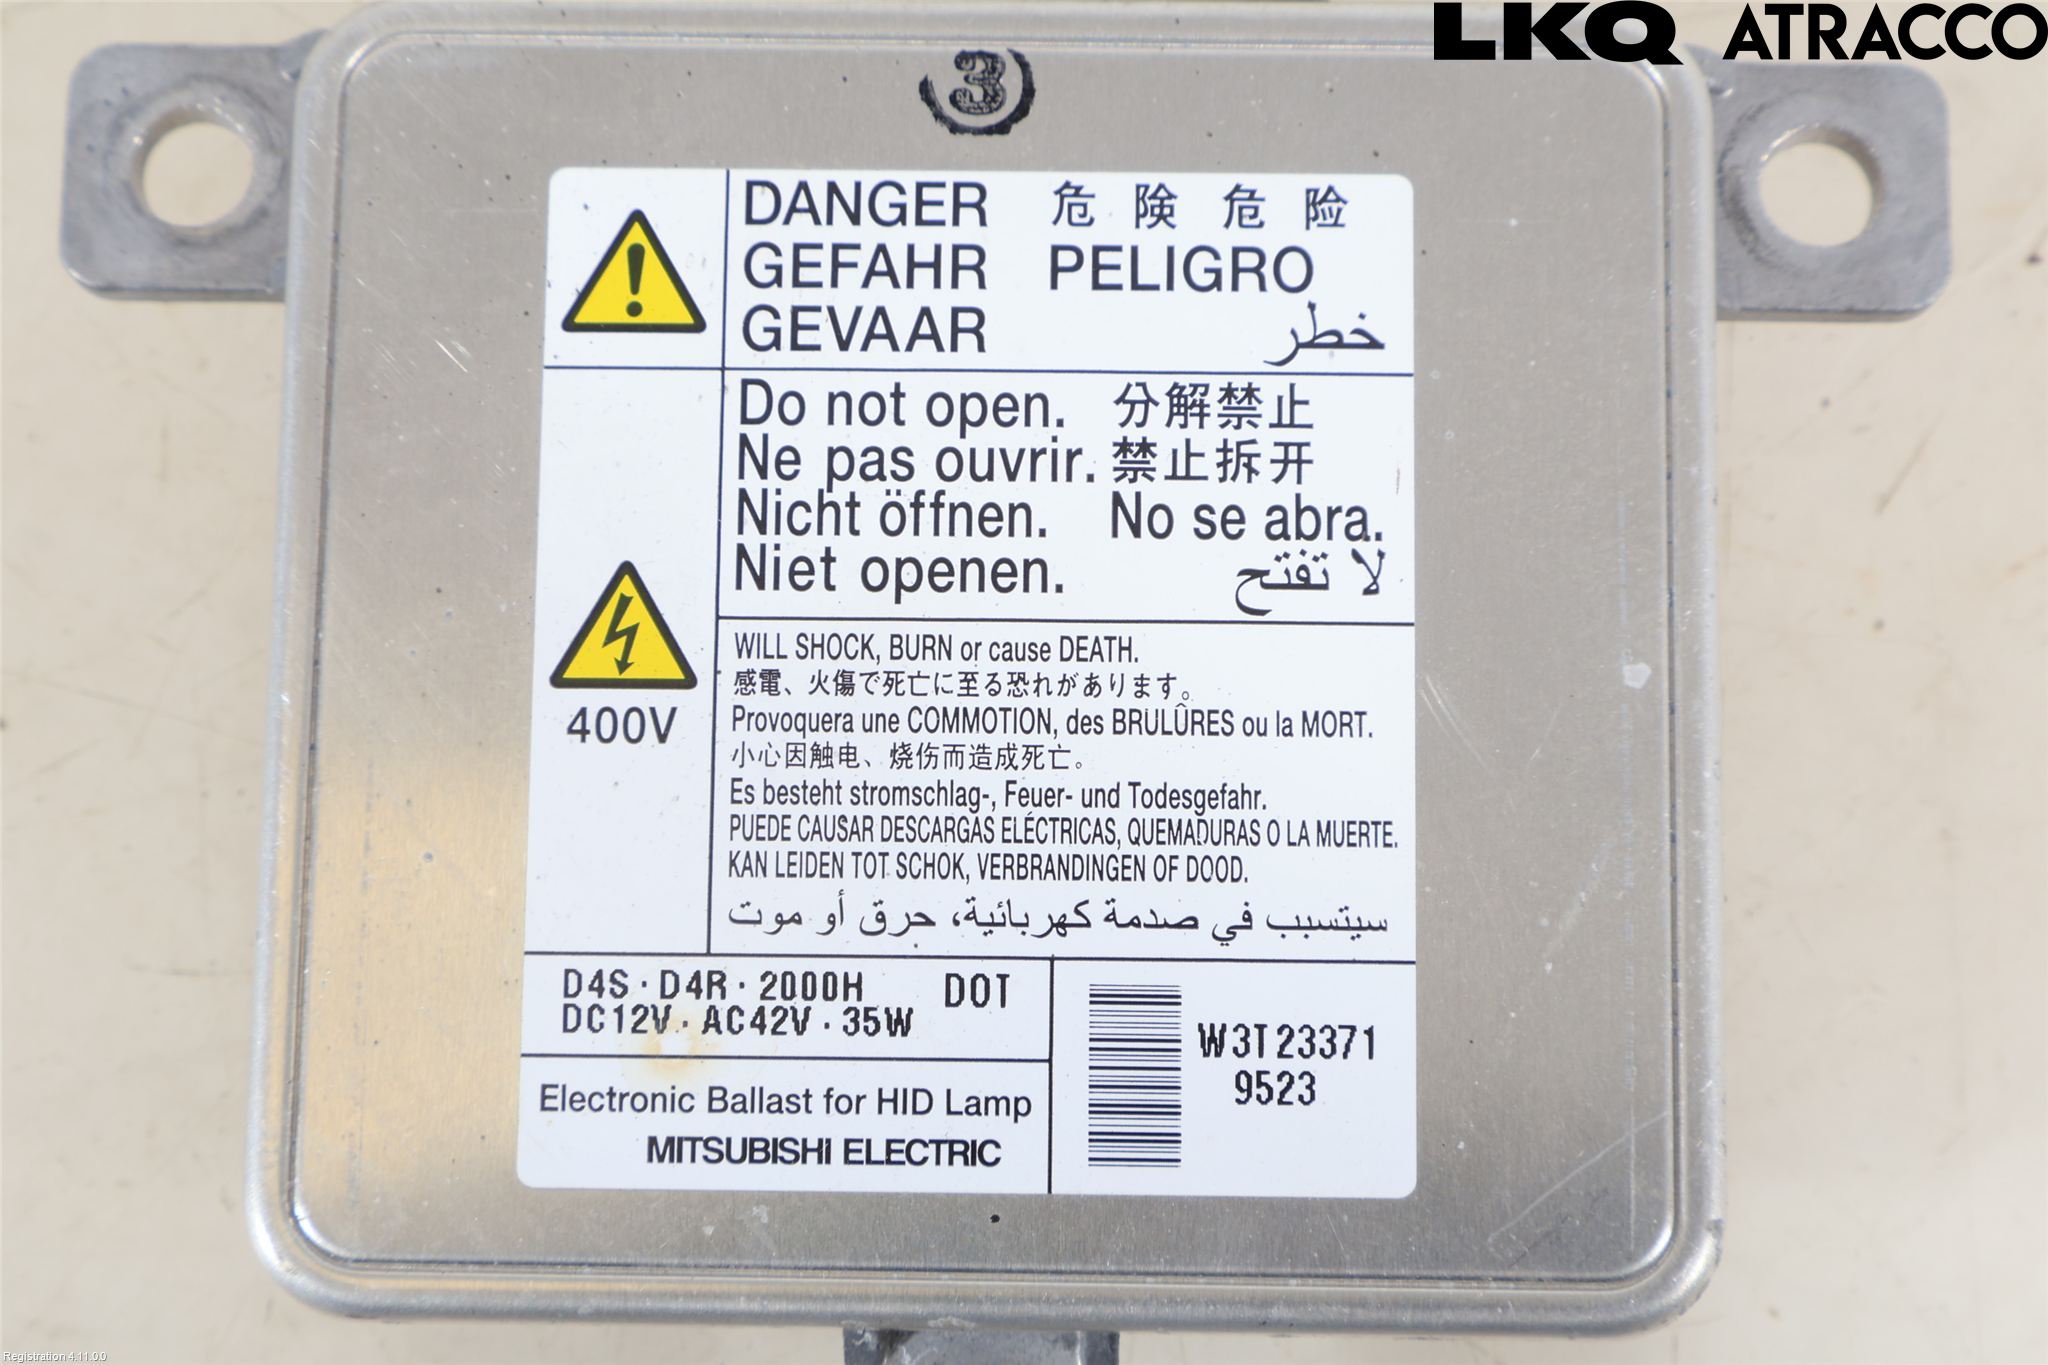 LKQ ATRACCO
3
DANGER 危 険 危 险
GEFAHR PELIGRO
GEVAAR خطر
Do not open. 分解禁止
Ne pas ouvrir. 禁止拆开
Nicht öffnen. No se abra.
Niet openen. لا تفتح
400V
WILL SHOCK, BURN or cause DEATH.
感電、火傷で死亡に至る恐れがあります。
Provoquera une COMMOTION, des BRULÛRES ou la MORT.
小心因触电、烧伤而造成死亡。
Es besteht stromschlag-, Feuer- und Todesgefahr.
PUEDE CAUSAR DESCARGAS ELÉCTRICAS, QUEMADURAS O LA MUERTE.
KAN LEIDEN TOT SCHOK, VERBRANDINGEN OF DOOD.
سيتسبب في صدمة كهربائية، حرق أو موت
D4S · D4R · 2000H DOT
DC12V · AC42V · 35W
Electronic Ballast for HID Lamp
MITSUBISHI ELECTRIC
W3T23371
9523
Registration 4.11.0.0